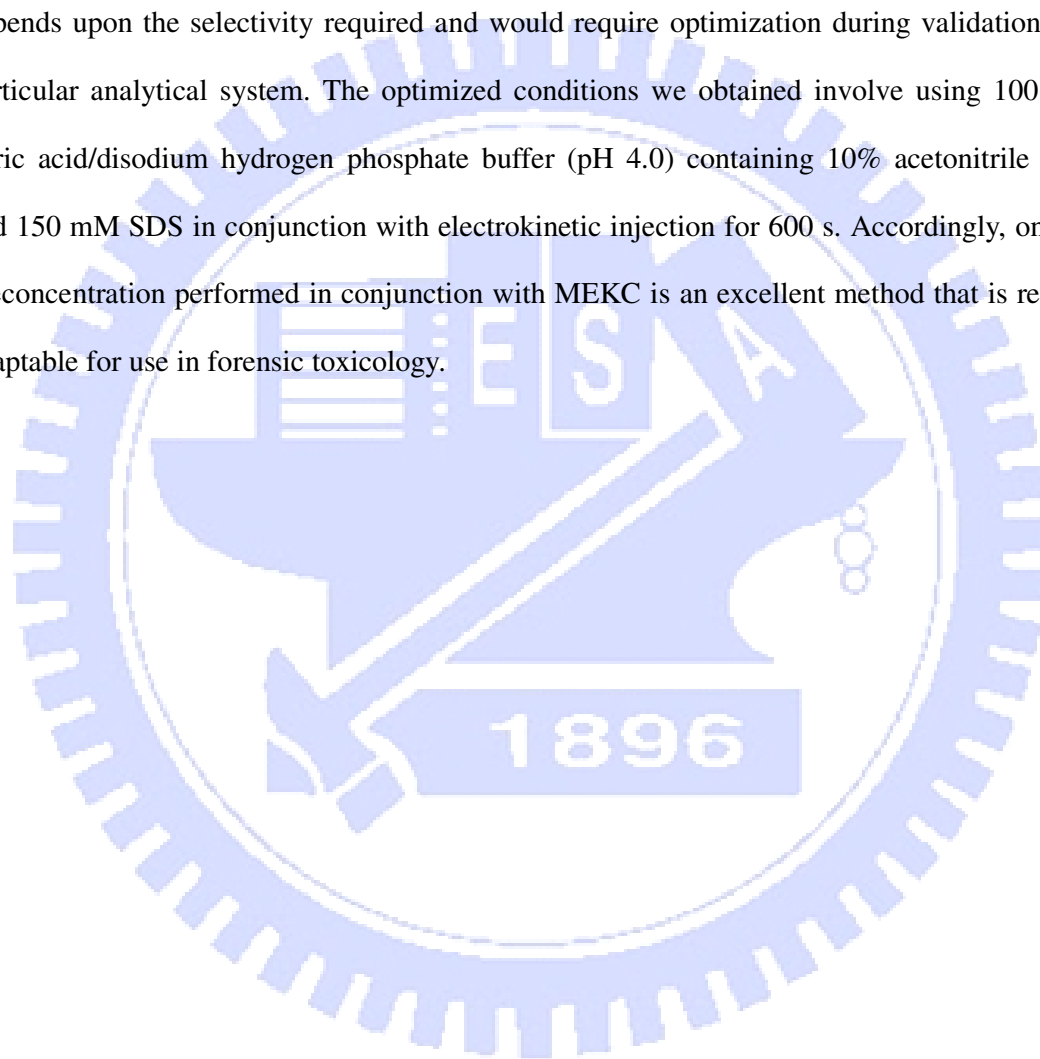 pends upon the selectivity required and would require optimization during validation
rticular analytical system. The optimized conditions we obtained involve using 100
ric acid/disodium hydrogen phosphate buffer (pH 4.0) containing 10% acetonitrile
d 150 mM SDS in conjunction with electrokinetic injection for 600 s. Accordingly, on
econcentration performed in conjunction with MEKC is an excellent method that is re
aptable for use in forensic toxicology.
E S A
1896